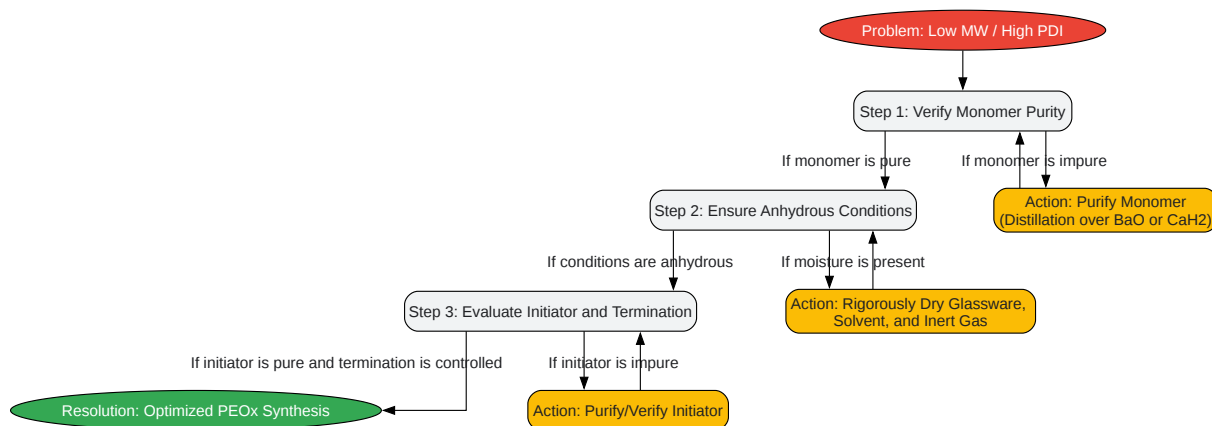 Problem: Low MW / High PDI
Step 1: Verify Monomer Purity
If monomer is pure
If monomer is impure
Action: Purify Monomer
(Distillation over BaO or CaH2)
Step 2: Ensure Anhydrous Conditions
If conditions are anhydrous
If moisture is present
Action: Rigorously Dry Glassware,
Solvent, and Inert Gas
Step 3: Evaluate Initiator and Termination
If initiator is pure and termination is controlled
If initiator is impure
Resolution: Optimized PEOx Synthesis
Action: Purify/Verify Initiator